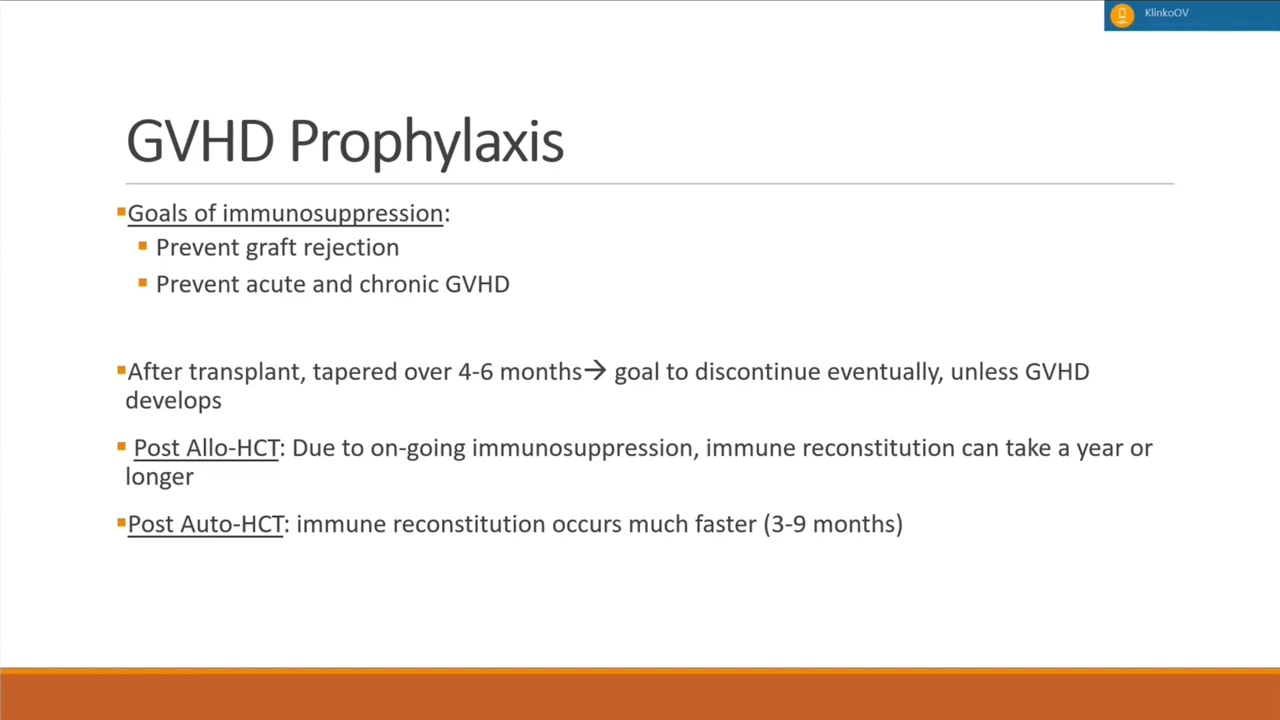 KlinkoOV
GVHD Prophylaxis
▪Goals of immunosuppression:
▪ Prevent graft rejection
▪ Prevent acute and chronic GVHD
▪After transplant, tapered over 4-6 months→ goal to discontinue eventually, unless GVHD
develops
▪ Post Allo-HCT: Due to on-going immunosuppression, immune reconstitution can take a year or
longer
▪Post Auto-HCT: immune reconstitution occurs much faster (3-9 months)